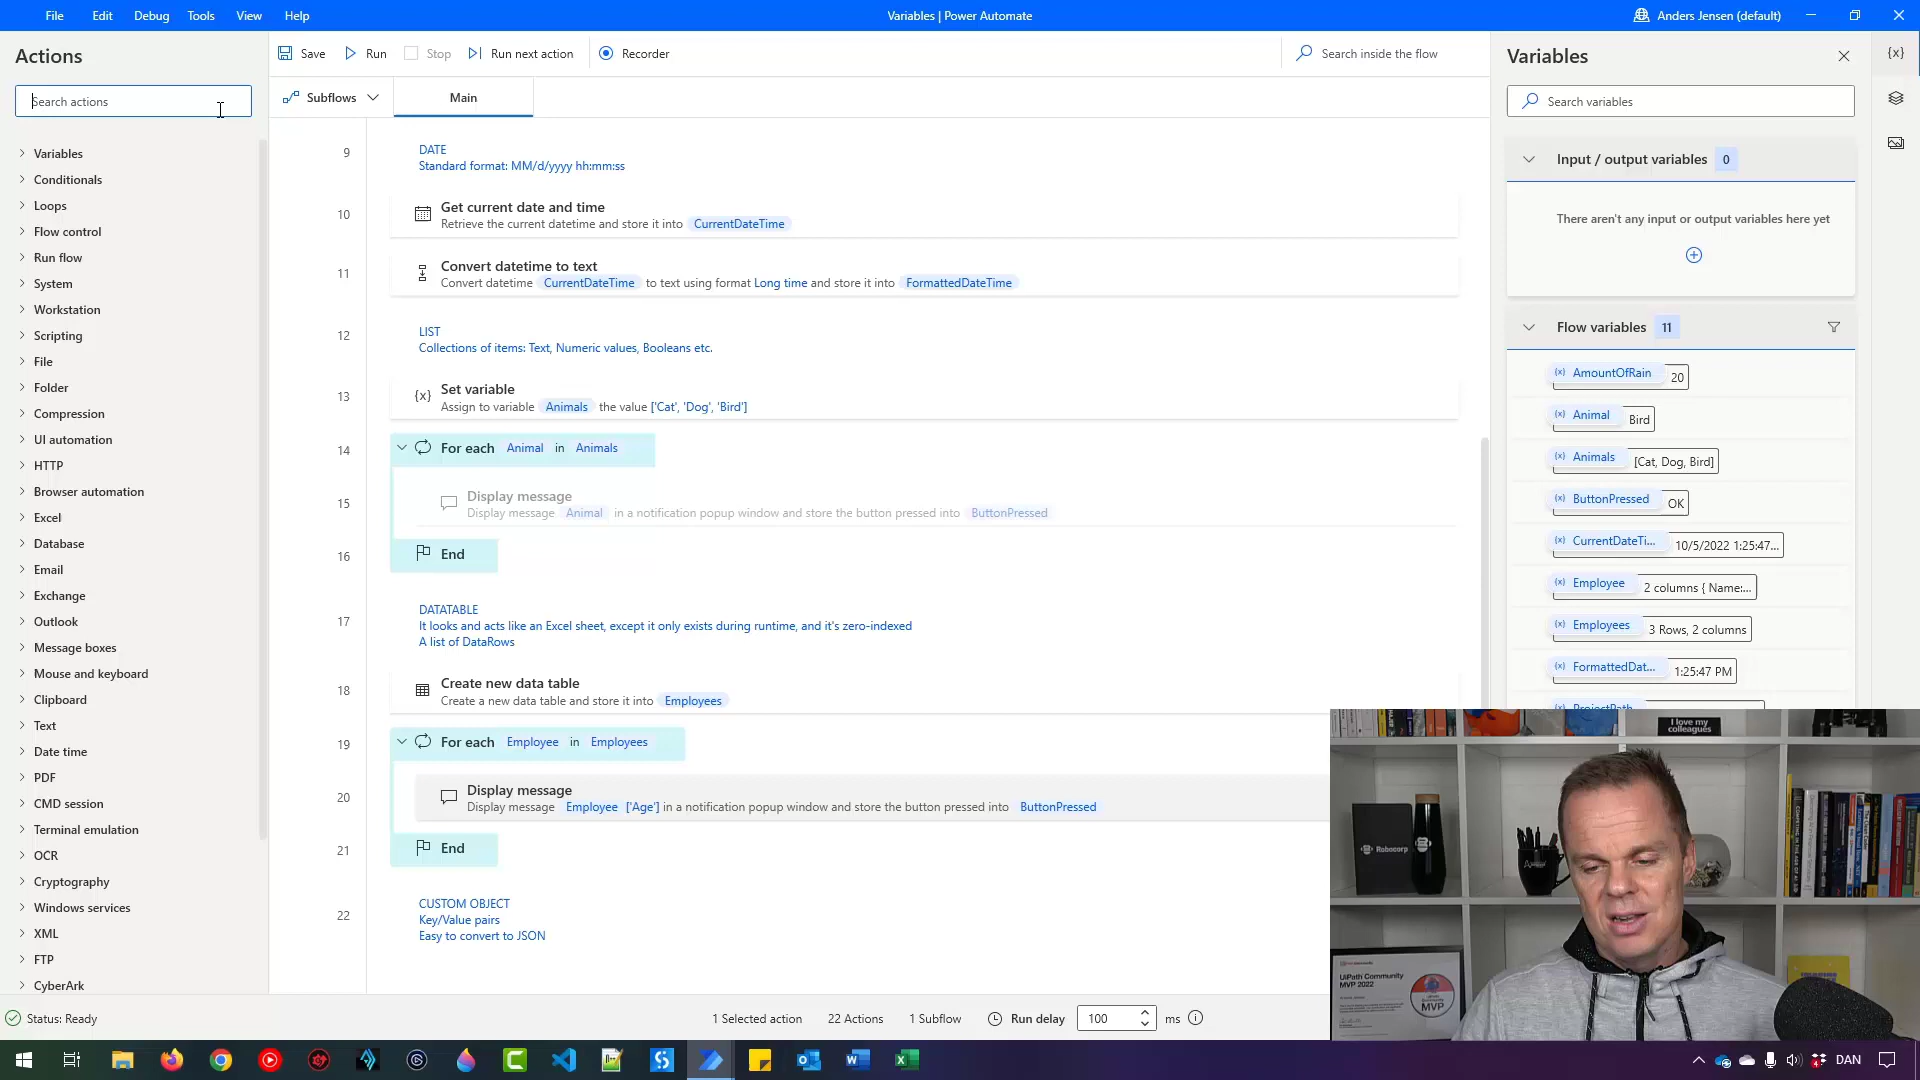 File Edit Debug Tools View Help
Variables | Power Automate
Anders Jensen (default)
Actions
Search actions
Variables
Conditionals
Loops
Flow control
Run flow
System
Workstation
Scripting
File
Folder
Compression
UI automation
HTTP
Browser automation
Excel
Database
Email
Exchange
Outlook
Message boxes
Mouse and keyboard
Clipboard
Text
Date time
PDF
CMD session
Terminal emulation
OCR
Cryptography
Windows services
XML
FTP
CyberArk
Save Run Stop Run next action Recorder
Search inside the flow
Subflows Main
9
DATE
Standard format: MM/d/yyyy hh:mm:ss
10
Get current date and time
Retrieve the current datetime and store it into CurrentDateTime
11
Convert datetime to text
Convert datetime CurrentDateTime to text using format Long time and store it into FormattedDateTime
12
LIST
Collections of items: Text, Numeric values, Booleans etc.
13
{x} Set variable
Assign to variable Animals the value ['Cat', 'Dog', 'Bird']
14
For each Animal in Animals
15
Display message
Display message Animal in a notification popup window and store the button pressed into ButtonPressed
16
End
17
DATATABLE
It looks and acts like an Excel sheet, except it only exists during runtime, and it's zero-indexed
A list of DataRows
18
Create new data table
Create a new data table and store it into Employees
19
For each Employee in Employees
20
Display message
Display message Employee ['Age'] in a notification popup window and store the button pressed into ButtonPressed
21
End
22
CUSTOM OBJECT
Key/Value pairs
Easy to convert to JSON
Variables
{x}
Search variables
Input / output variables 0
There aren't any input or output variables here yet
Flow variables 11
(x) AmountOfRain 20
(x) Animal Bird
(x) Animals [Cat, Dog, Bird]
(x) ButtonPressed OK
(x) CurrentDateTi... 10/5/2022 1:25:47...
(x) Employee 2 columns { Name:...
(x) Employees 3 Rows, 2 columns
(x) FormattedDat... 1:25:47 PM
(x) ProjectPath
I love my
colleagues
Robocorp
UiPath Community
MVP 2022
MVP
Status: Ready
1 Selected action 22 Actions 1 Subflow Run delay 100 ms
DAN